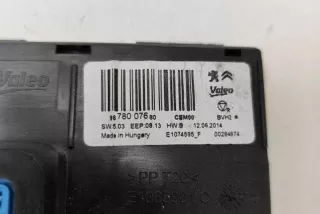 Valeo
Valeo
96 780 076 80 CBM60 BVH2
SW:5.03 EEP:08.13 HW:B - 12.06.2014 00284674
Made in Hungary E1074595_F